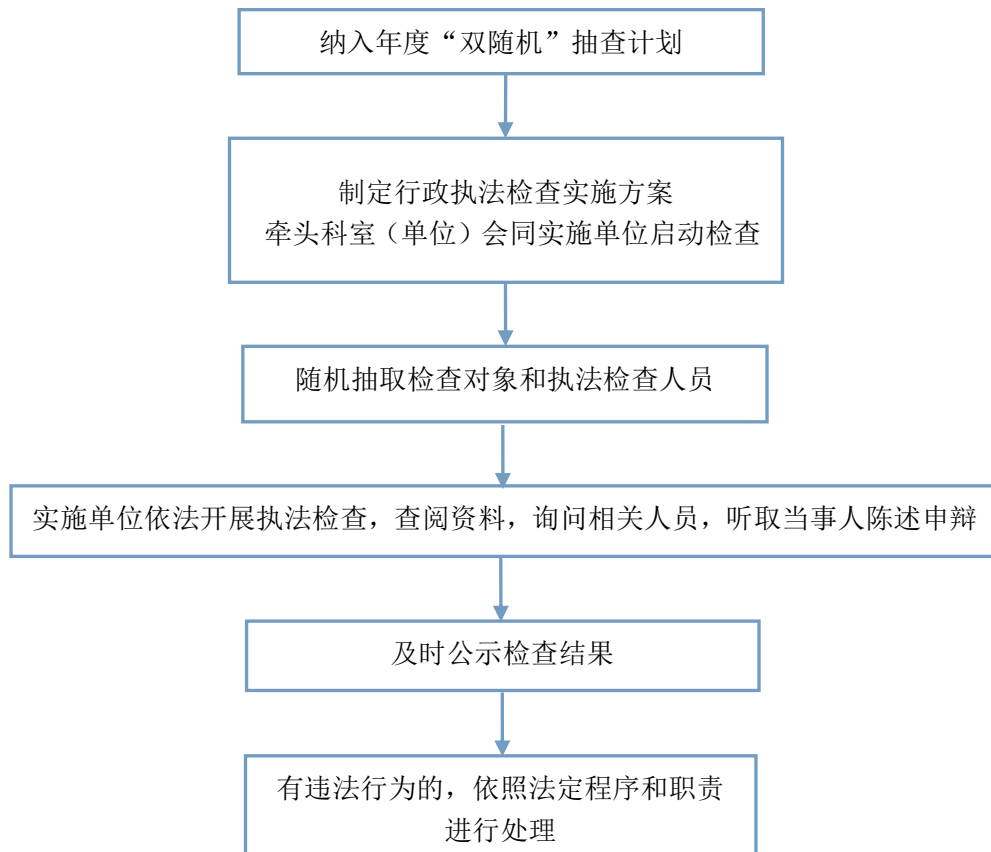 纳入年度“双随机”抽查计划
制定行政执法检查实施方案
牵头科室（单位）会同实施单位启动检查
随机抽取检查对象和执法检查人员
实施单位依法开展执法检查，查阅资料，询问相关人员，听取当事人陈述申辩
及时公示检查结果
有违法行为的，依照法定程序和职责
进行处理